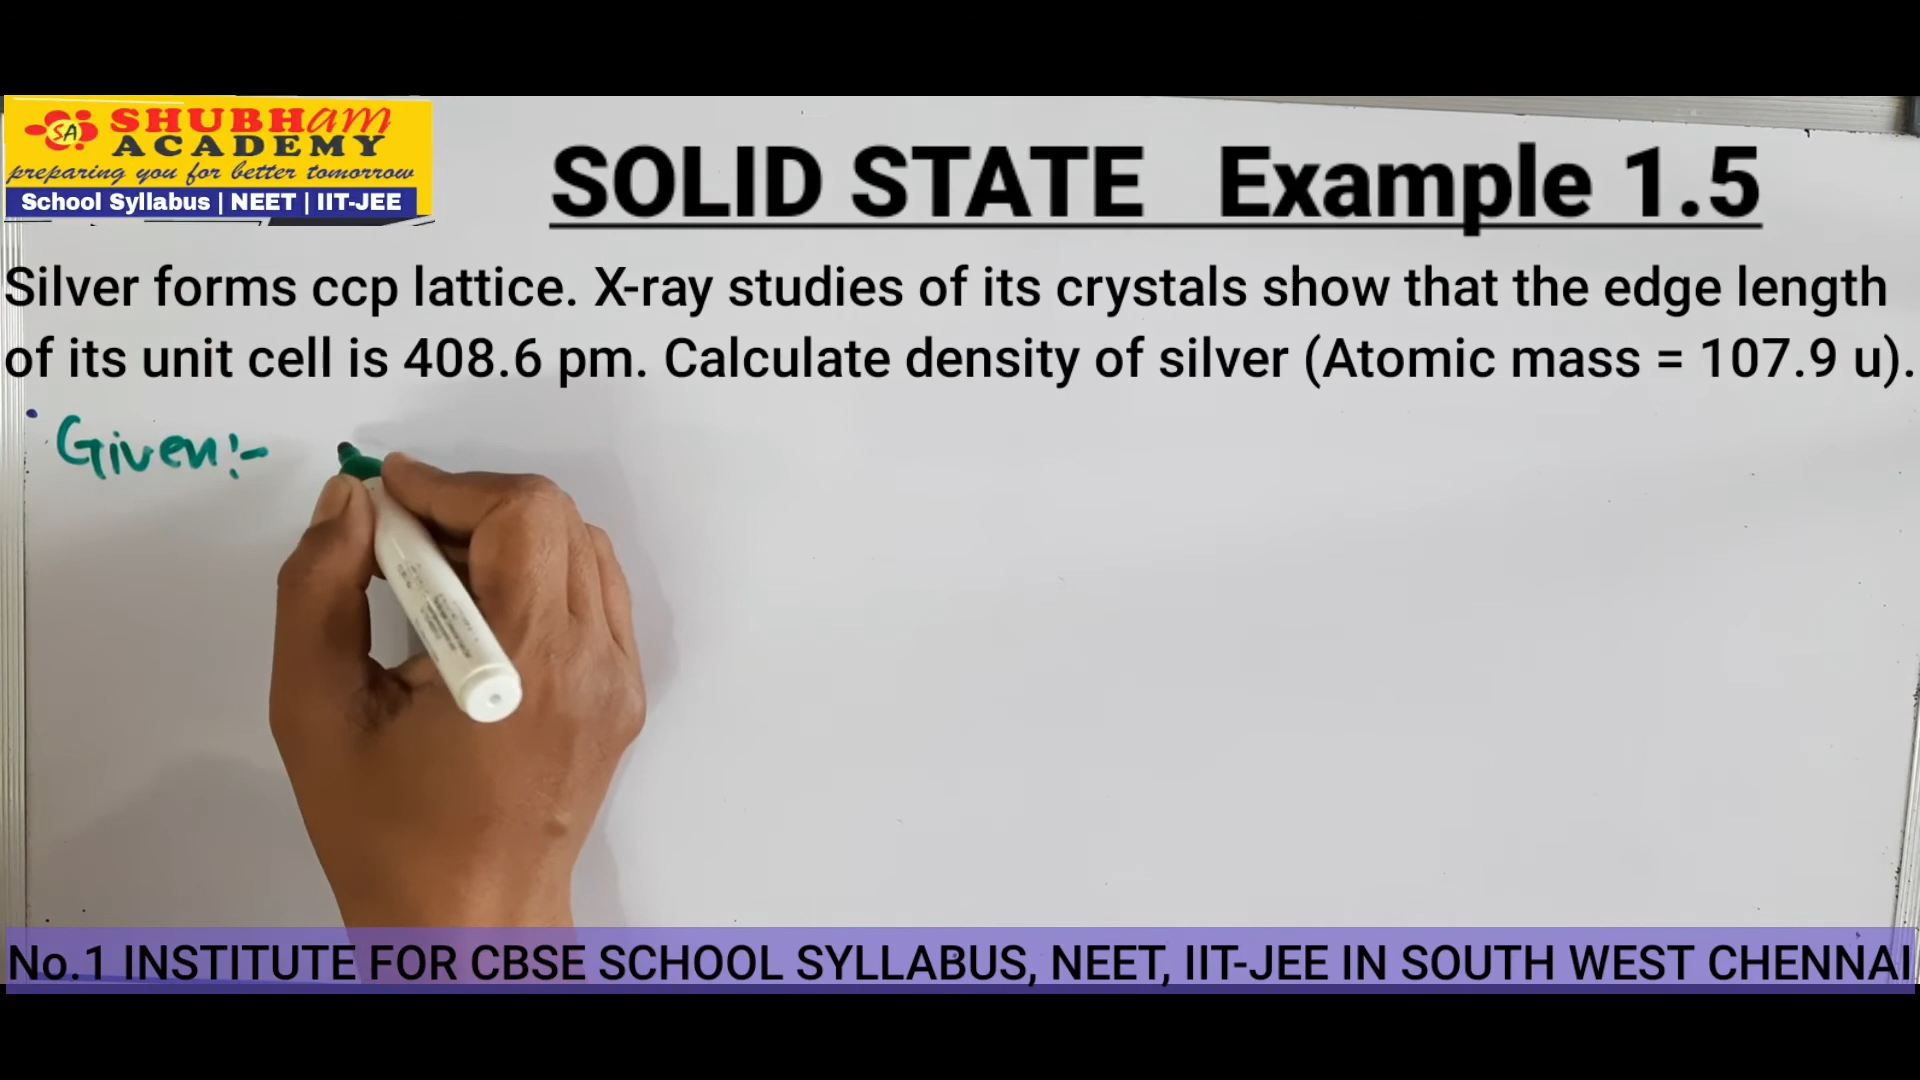 SHUBHam
SA
ACADEMY
preparing you for better tomorrow
School Syllabus | NEET | IIT-JEE
SOLID STATE Example 1.5
Silver forms ccp lattice. X-ray studies of its crystals show that the edge length
of its unit cell is 408.6 pm. Calculate density of silver (Atomic mass = 107.9 u).
Given:-
No.1 INSTITUTE FOR CBSE SCHOOL SYLLABUS, NEET, IIT-JEE IN SOUTH WEST CHENNAI